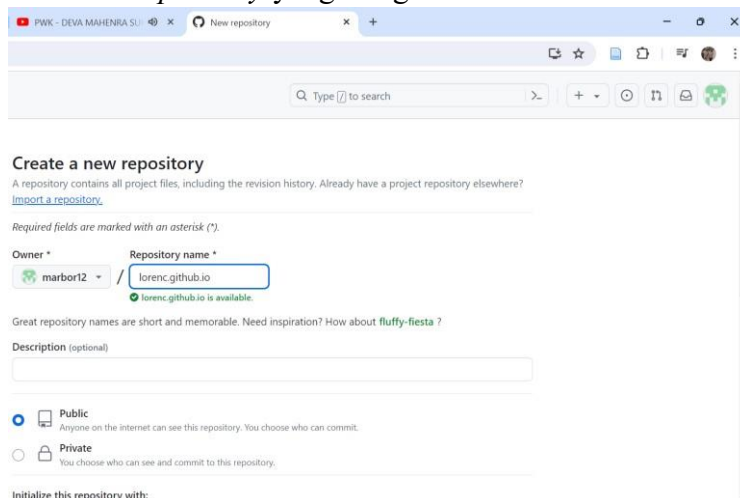 PWK - DEVA MAHENRA SU
New repository
Type / to search
Create a new repository
A repository contains all project files, including the revision history. Already have a project repository elsewhere?
Import a repository.
Required fields are marked with an asterisk (*).
Owner * Repository name *
marbor12 / lorenc.github.io
lorenc.github.io is available.
Great repository names are short and memorable. Need inspiration? How about fluffy-fiesta ?
Description (optional)
Public
Anyone on the internet can see this repository. You choose who can commit.
Private
You choose who can see and commit to this repository.
Initialize this repository with: